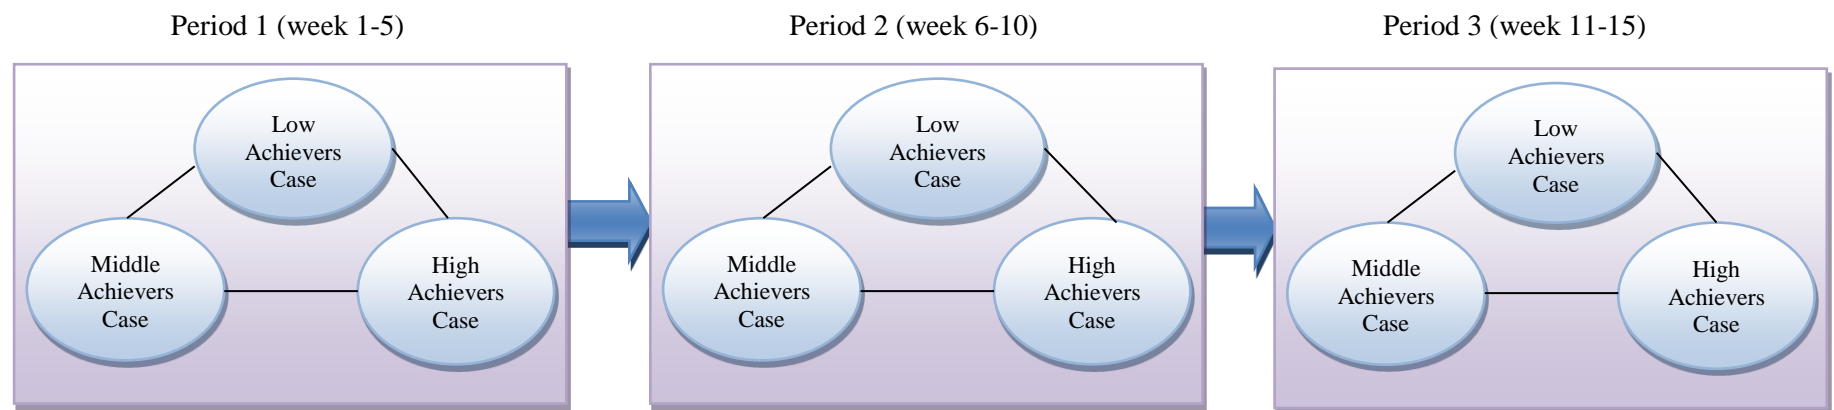 Period 1 (week 1-5)
Period 2 (week 6-10)
Period 3 (week 11-15)
Low
Achievers
Case
Middle
Achievers
Case
High
Achievers
Case
Low
Achievers
Case
Middle
Achievers
Case
High
Achievers
Case
Low
Achievers
Case
Middle
Achievers
Case
High
Achievers
Case